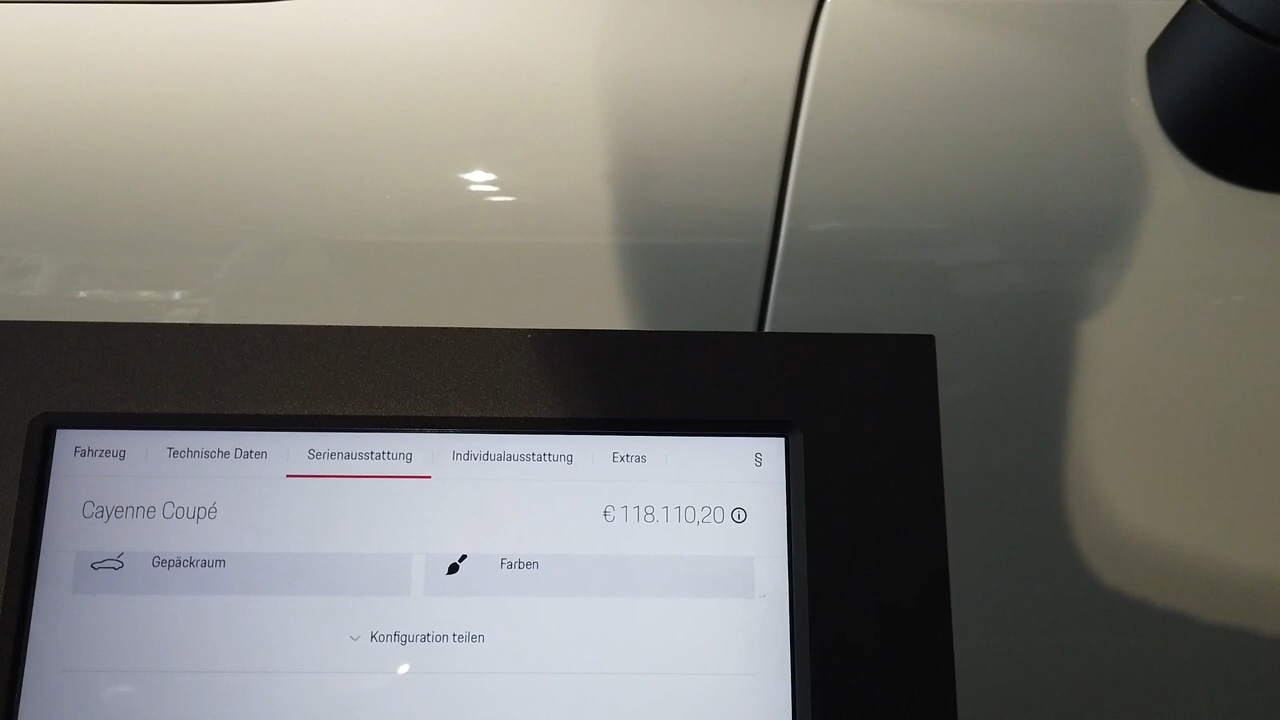 Fahrzeug Technische Daten Serienausstattung Individualausstattung Extras §
Cayenne Coupé € 118.110,20
Gepäckraum Farben
Konfiguration teilen